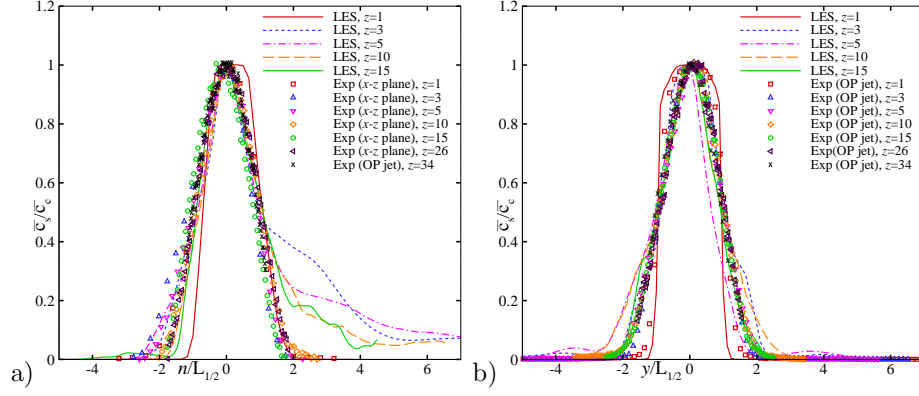 LES, z=1
LES, z=3
LES, z=5
LES, z=10
LES, z=15
Exp (x-z plane), z=1
Exp (x-z plane), z=3
Exp (x-z plane), z=5
Exp (x-z plane), z=10
Exp (x-z plane), z=15
Exp (x-z plane), z=26
Exp (OP jet), z=34
1
0.8
0.6
0.4
0.2
0
c̅s/c̅c
-4 -2 0 2 4 6
n/L1/2
a)
LES, z=1
LES, z=3
LES, z=5
LES, z=10
LES, z=15
Exp (OP jet), z=1
Exp (OP jet), z=3
Exp (OP jet), z=5
Exp(OP jet), z=10
Exp (OP jet), z=15
Exp(OP jet), z=26
Exp (OP jet), z=34
1
0.8
0.6
0.4
0.2
0
c̅s/c̅c
-4 -2 0 2 4 6
y/L1/2
b)